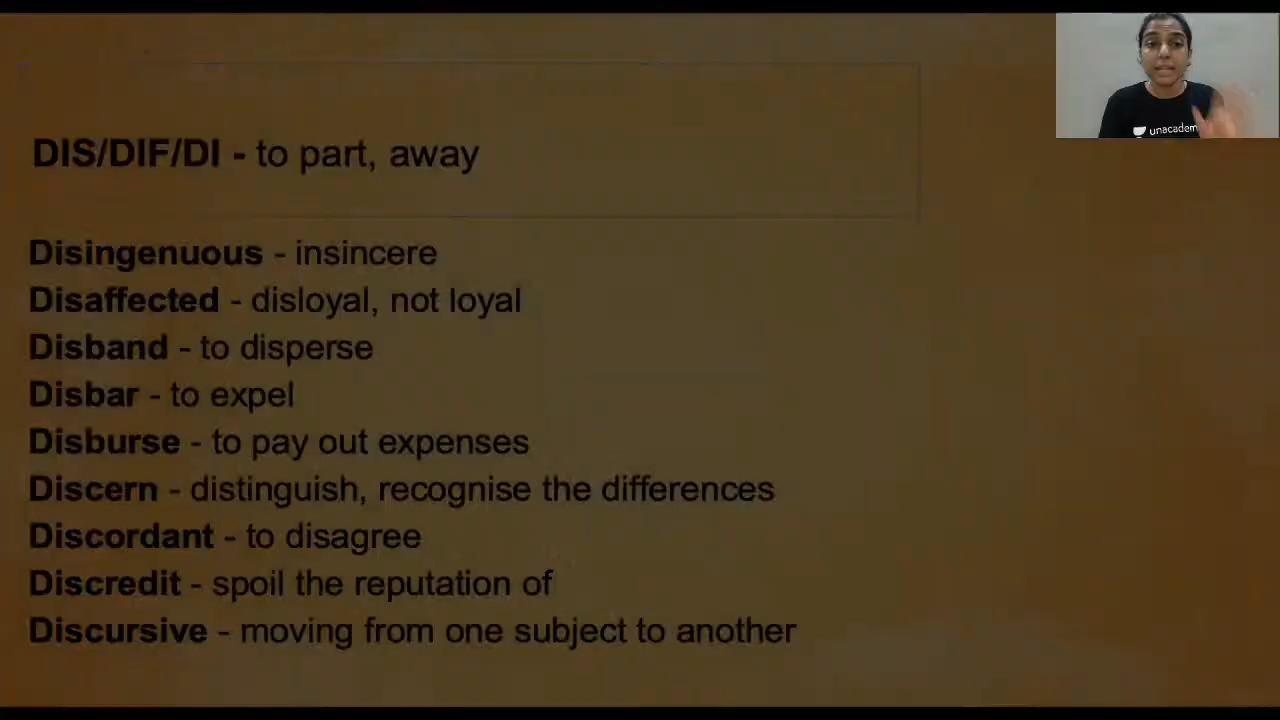 DIS/DIF/DI - to part, away
Disingenuous - insincere
Disaffected - disloyal, not loyal
Disband - to disperse
Disbar - to expel
Disburse - to pay out expenses
Discern - distinguish, recognise the differences
Discordant - to disagree
Discredit - spoil the reputation of
Discursive - moving from one subject to another
unacadem